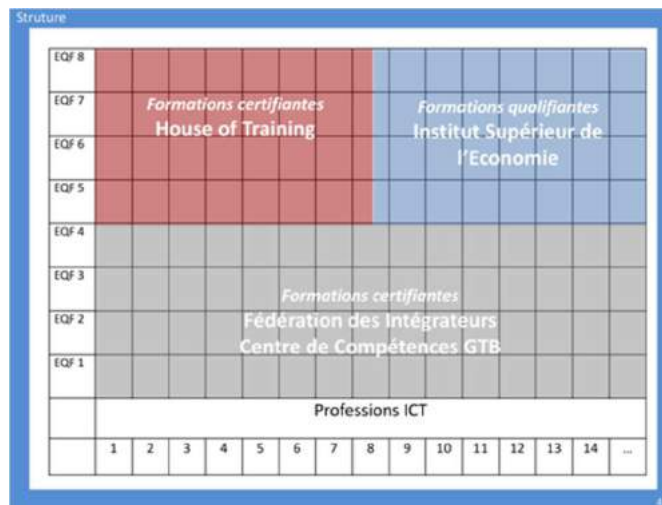 Struture
EQF 8
EQF 7
Formations certifiantes
Formations qualifiantes
House of Training
Institut Supérieur de
EQF 6
l'Economie
EQF 5
EQF 4
EQF 3
Formations certifiantes
EQF 2
Fédération des Intégrateurs
Centre de Compétences GTB
EQF 1
Professions ICT
1 2 3 4 5 6 7 8 9 10 11 12 13 14 ...
4